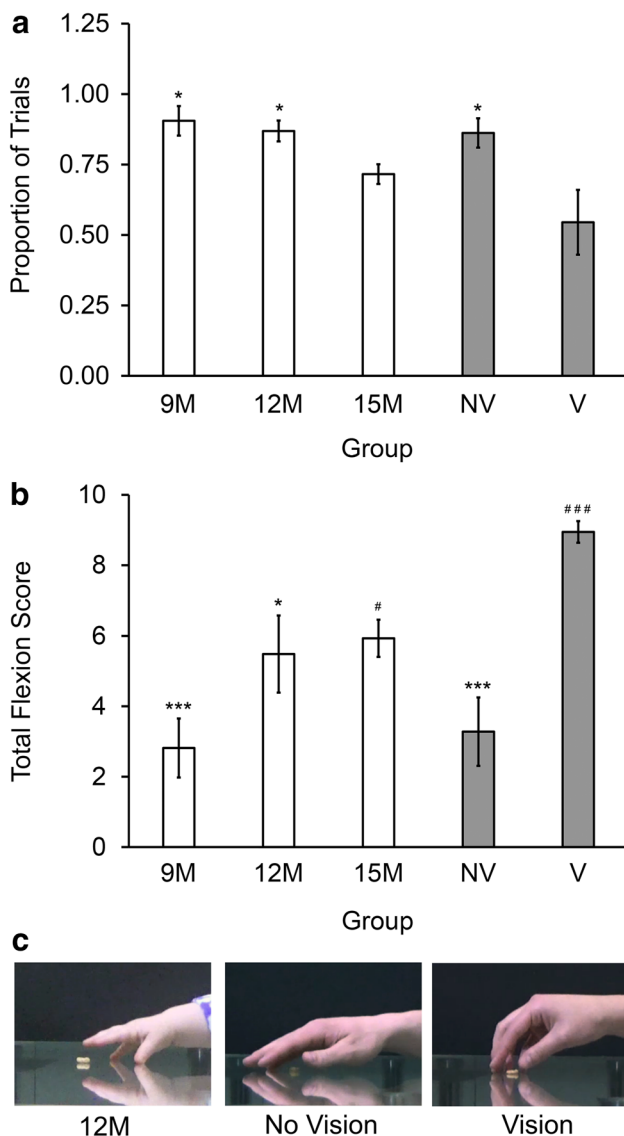 a
Proportion of Trials
1.25
1.00
0.75
0.50
0.25
0.00
* * *
9M 12M 15M NV V
Group
b
Total Flexion Score
10
8
6
4
2
0
*** * # *** ###
9M 12M 15M NV V
Group
c
12M No Vision Vision